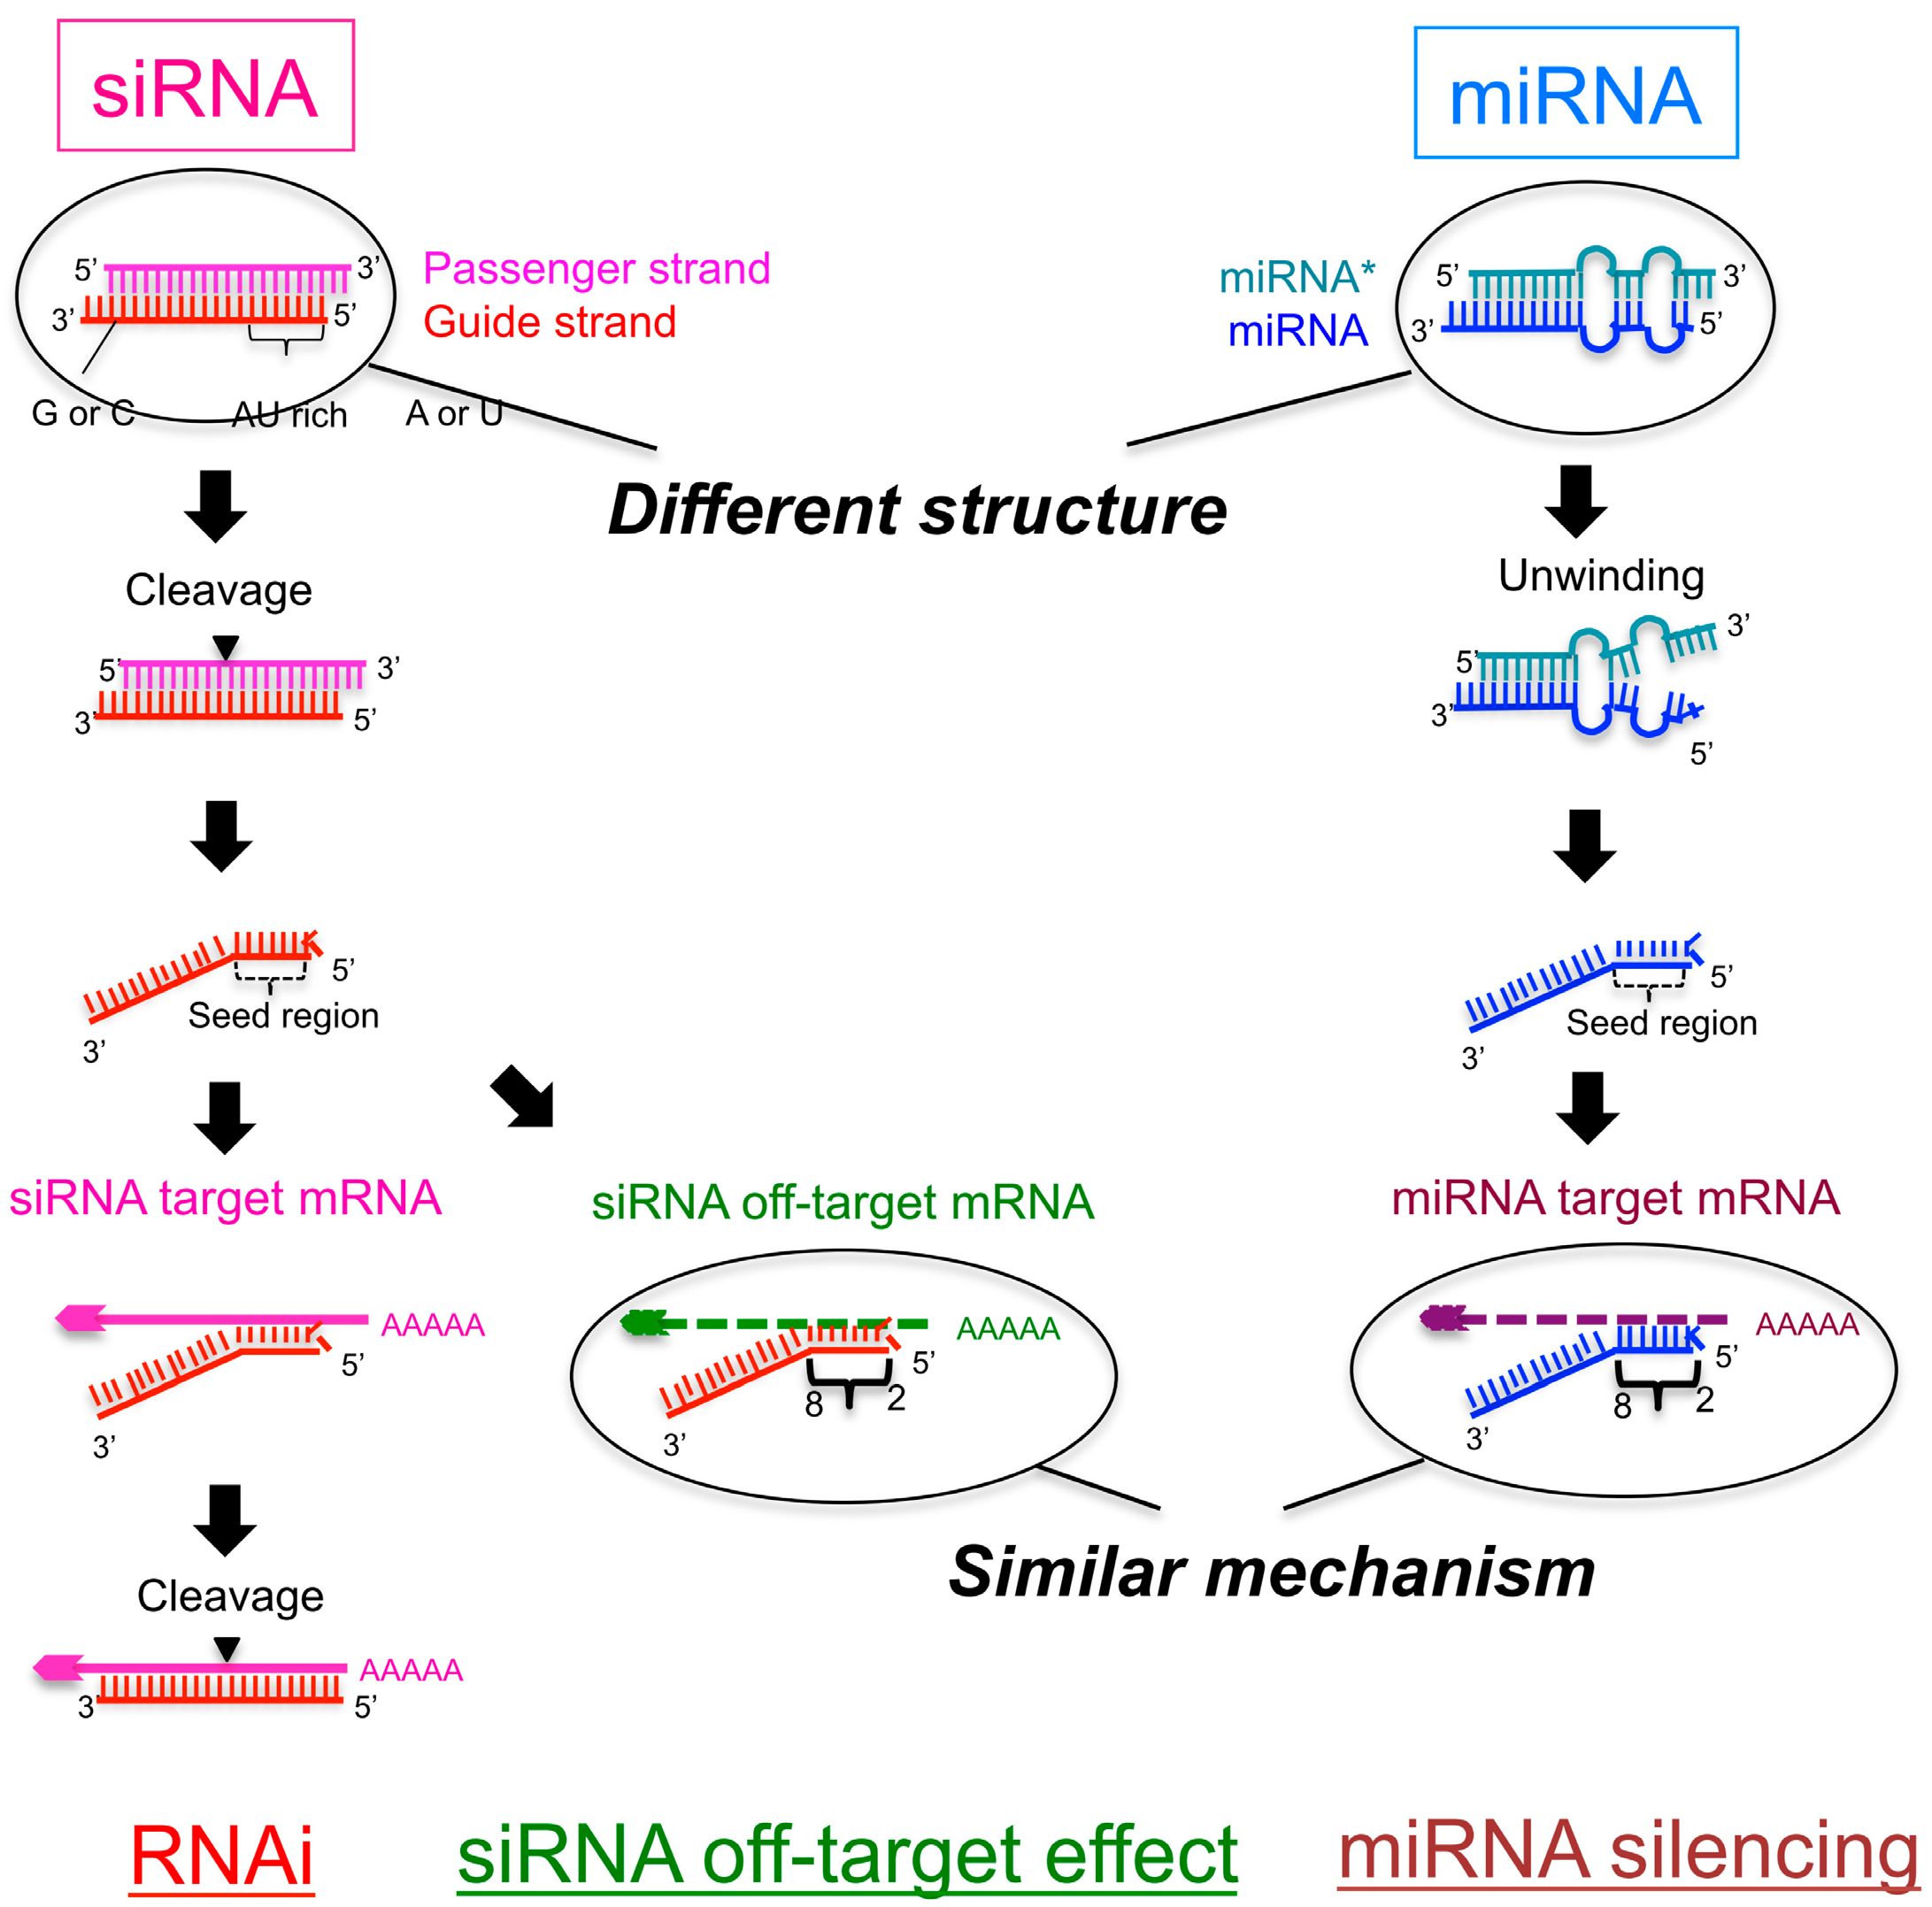 siRNA
miRNA
5’
3’
Passenger strand
3’
5’
Guide strand
G or C
AU rich
A or U
miRNA*
5’
3’
miRNA
3’
5’
Different structure
Cleavage
5’
3’
3’
5’
Unwinding
5’
3’
3’
5’
5’
Seed region
3’
5’
Seed region
3’
siRNA target mRNA
siRNA off-target mRNA
miRNA target mRNA
AAAAA
5’
3’
AAAAA
5’
8
2
3’
AAAAA
5’
8
2
3’
Similar mechanism
Cleavage
AAAAA
3’
5’
RNAi
siRNA off-target effect
miRNA silencing